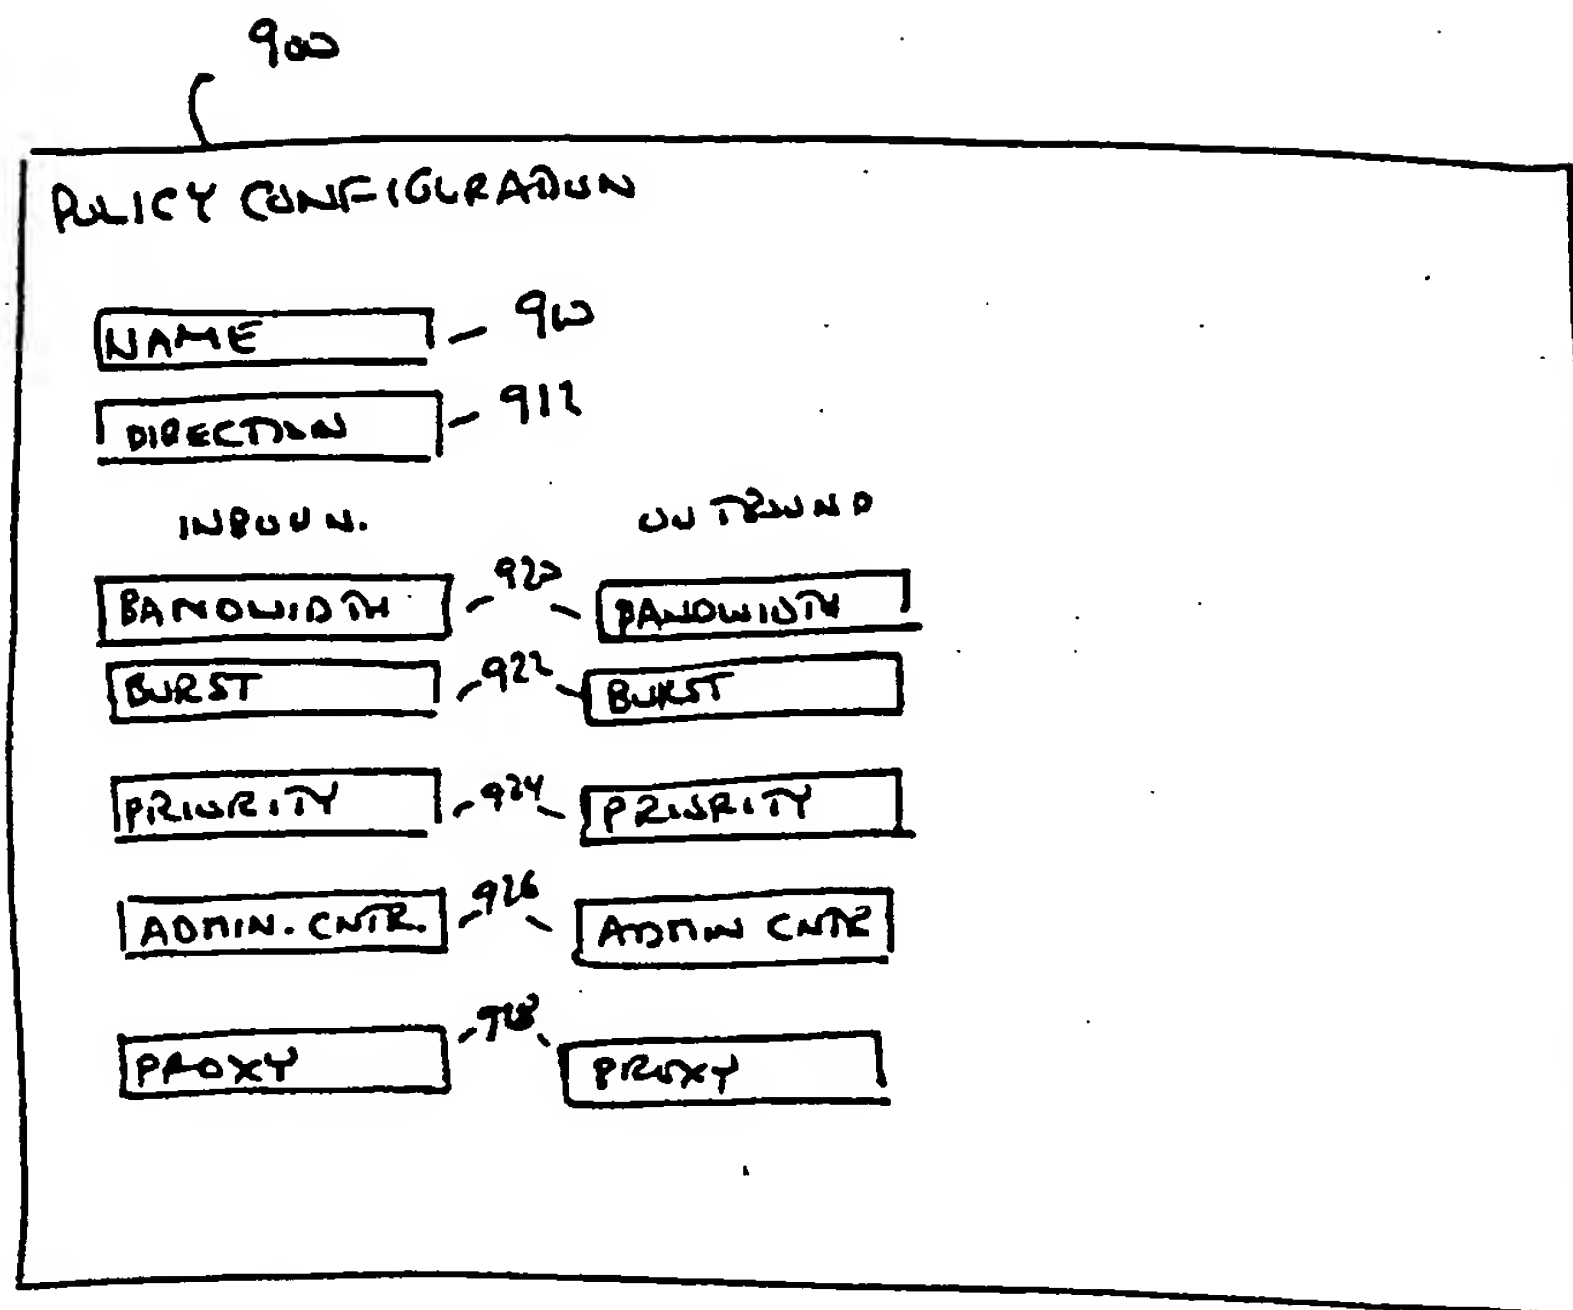 900
POLICY CONFIGURATION
NAME 910
DIRECTION 912
INBOUN. OUTBOUND
BANDWIDTH 920 BANDWIDTH
BURST 922 BURST
PRIORITY 924 PRIORITY
ADMIN. CNTR. 926 ADMIN CNTR
PROXY 928 PROXY